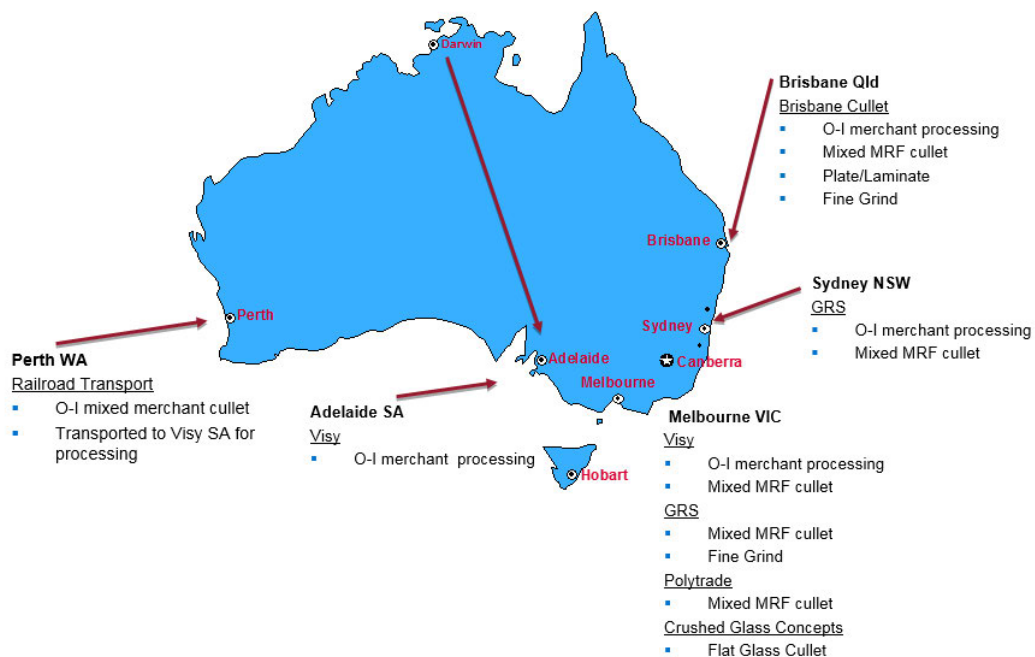 Darwin
Brisbane Qld
Brisbane Cullet
▪ O-I merchant processing
▪ Mixed MRF cullet
▪ Plate/Laminate
▪ Fine Grind
Brisbane
Sydney NSW
GRS
▪ O-I merchant processing
▪ Mixed MRF cullet
Perth
Sydney
Adelaide
Canberra
Melbourne
Hobart
Perth WA
Railroad Transport
▪ O-I mixed merchant cullet
▪ Transported to Visy SA for
processing
Adelaide SA
Visy
▪ O-I merchant processing
Melbourne VIC
Visy
▪ O-I merchant processing
▪ Mixed MRF cullet
GRS
▪ Mixed MRF cullet
▪ Fine Grind
Polytrade
▪ Mixed MRF cullet
Crushed Glass Concepts
▪ Flat Glass Cullet